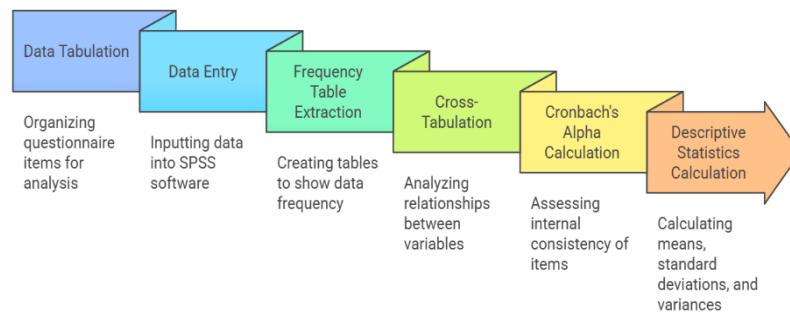 Data Tabulation
Organizing
questionnaire
items for
analysis
Data Entry
Inputting data
into SPSS
software
Frequency
Table
Extraction
Creating tables
to show data
frequency
Cross-
Tabulation
Analyzing
relationships
between
variables
Cronbach's
Alpha
Calculation
Assessing
internal
consistency of
items
Descriptive
Statistics
Calculation
Calculating
means,
standard
deviations, and
variances